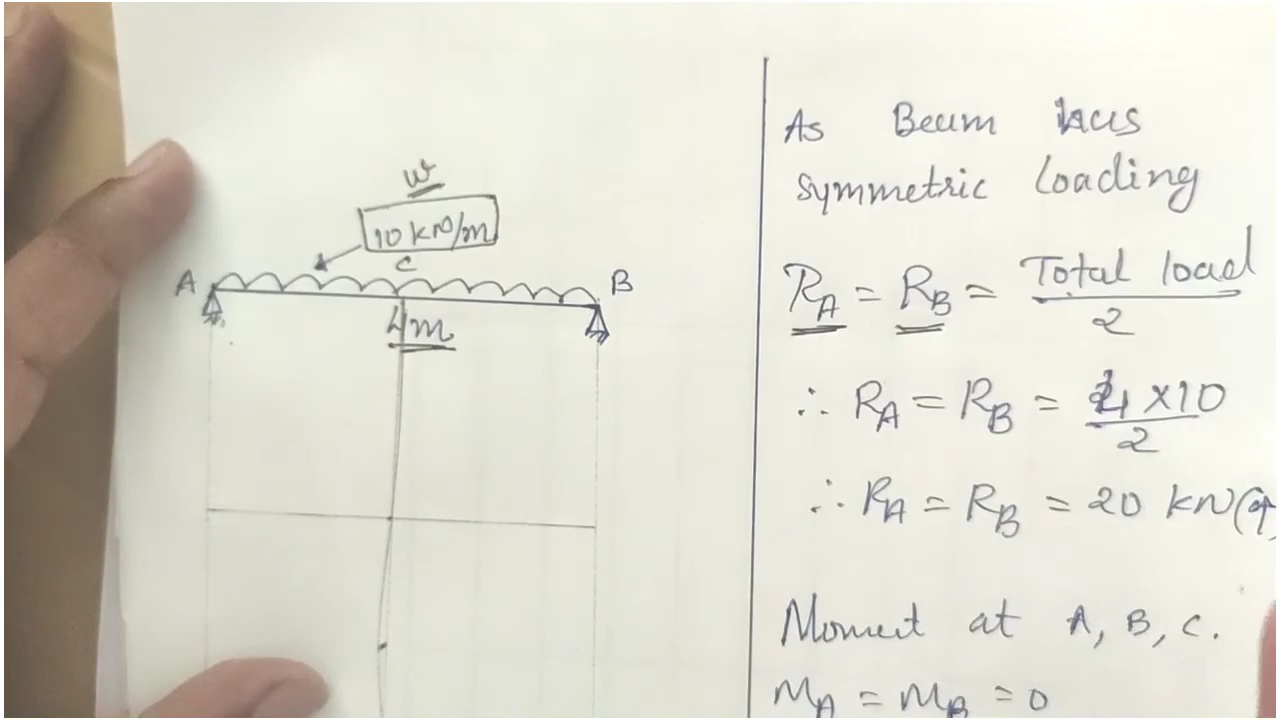 w
10 kN/m
A
C
B
4m
As Beam has
symmetric loading
RA = RB = Total load / 2
∴ RA = RB = 4 ×10 / 2
∴ RA = RB = 20 kN (↑)
Moment at A, B, C.
MA = MB = 0